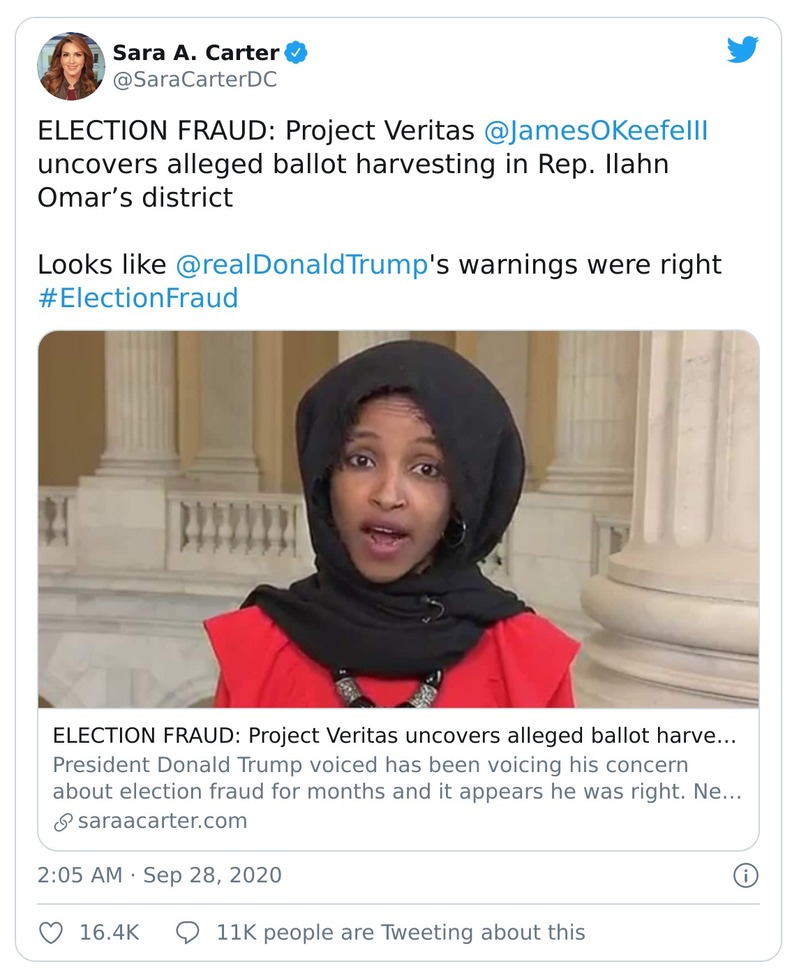 Sara A. Carter
@SaraCarterDC
ELECTION FRAUD: Project Veritas @JamesOKeefeIII
uncovers alleged ballot harvesting in Rep. Ilahn
Omar’s district
Looks like @realDonaldTrump's warnings were right
#ElectionFraud
ELECTION FRAUD: Project Veritas uncovers alleged ballot harve...
President Donald Trump voiced has been voicing his concern
about election fraud for months and it appears he was right. Ne...
saraacarter.com
2:05 AM · Sep 28, 2020
16.4K 11K people are Tweeting about this